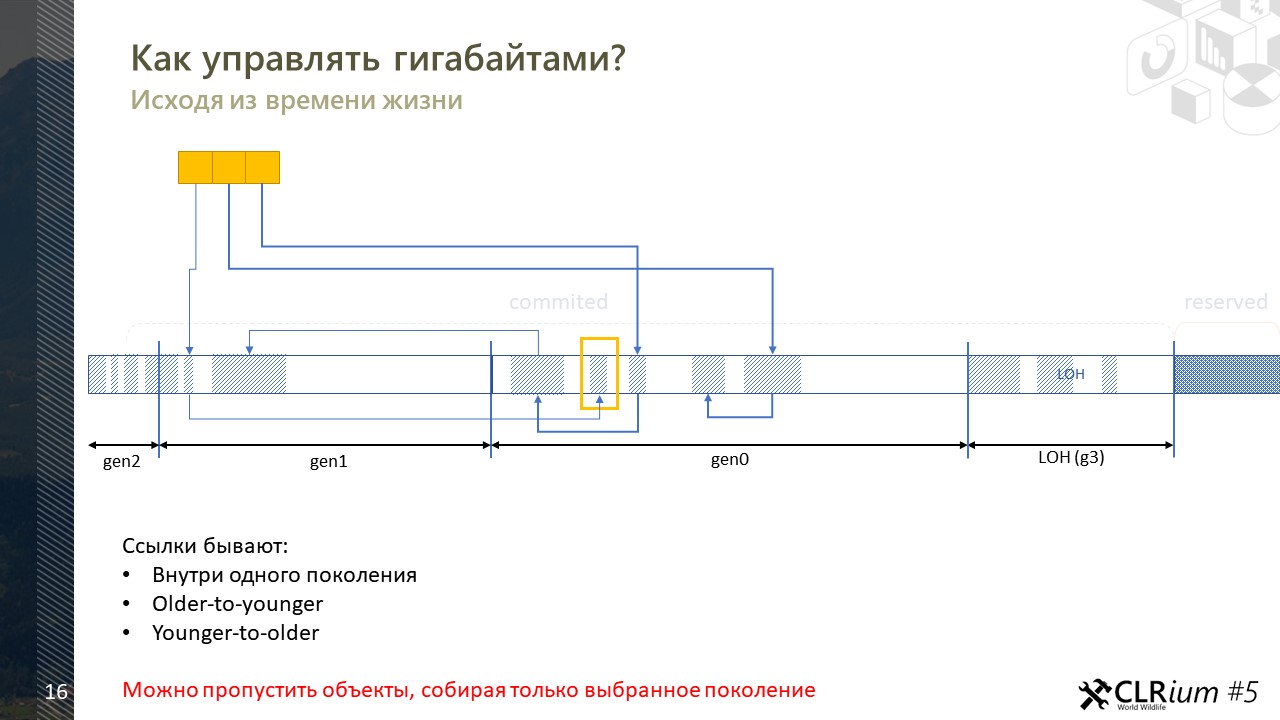 Как управлять гигабайтами?
Исходя из времени жизни
commited
reserved
LOH
gen2
gen1
gen0
LOH (g3)
Ссылки бывают:
• Внутри одного поколения
• Older-to-younger
• Younger-to-older
Можно пропустить объекты, собирая только выбранное поколение
16
CLRium #5
World Wildlife